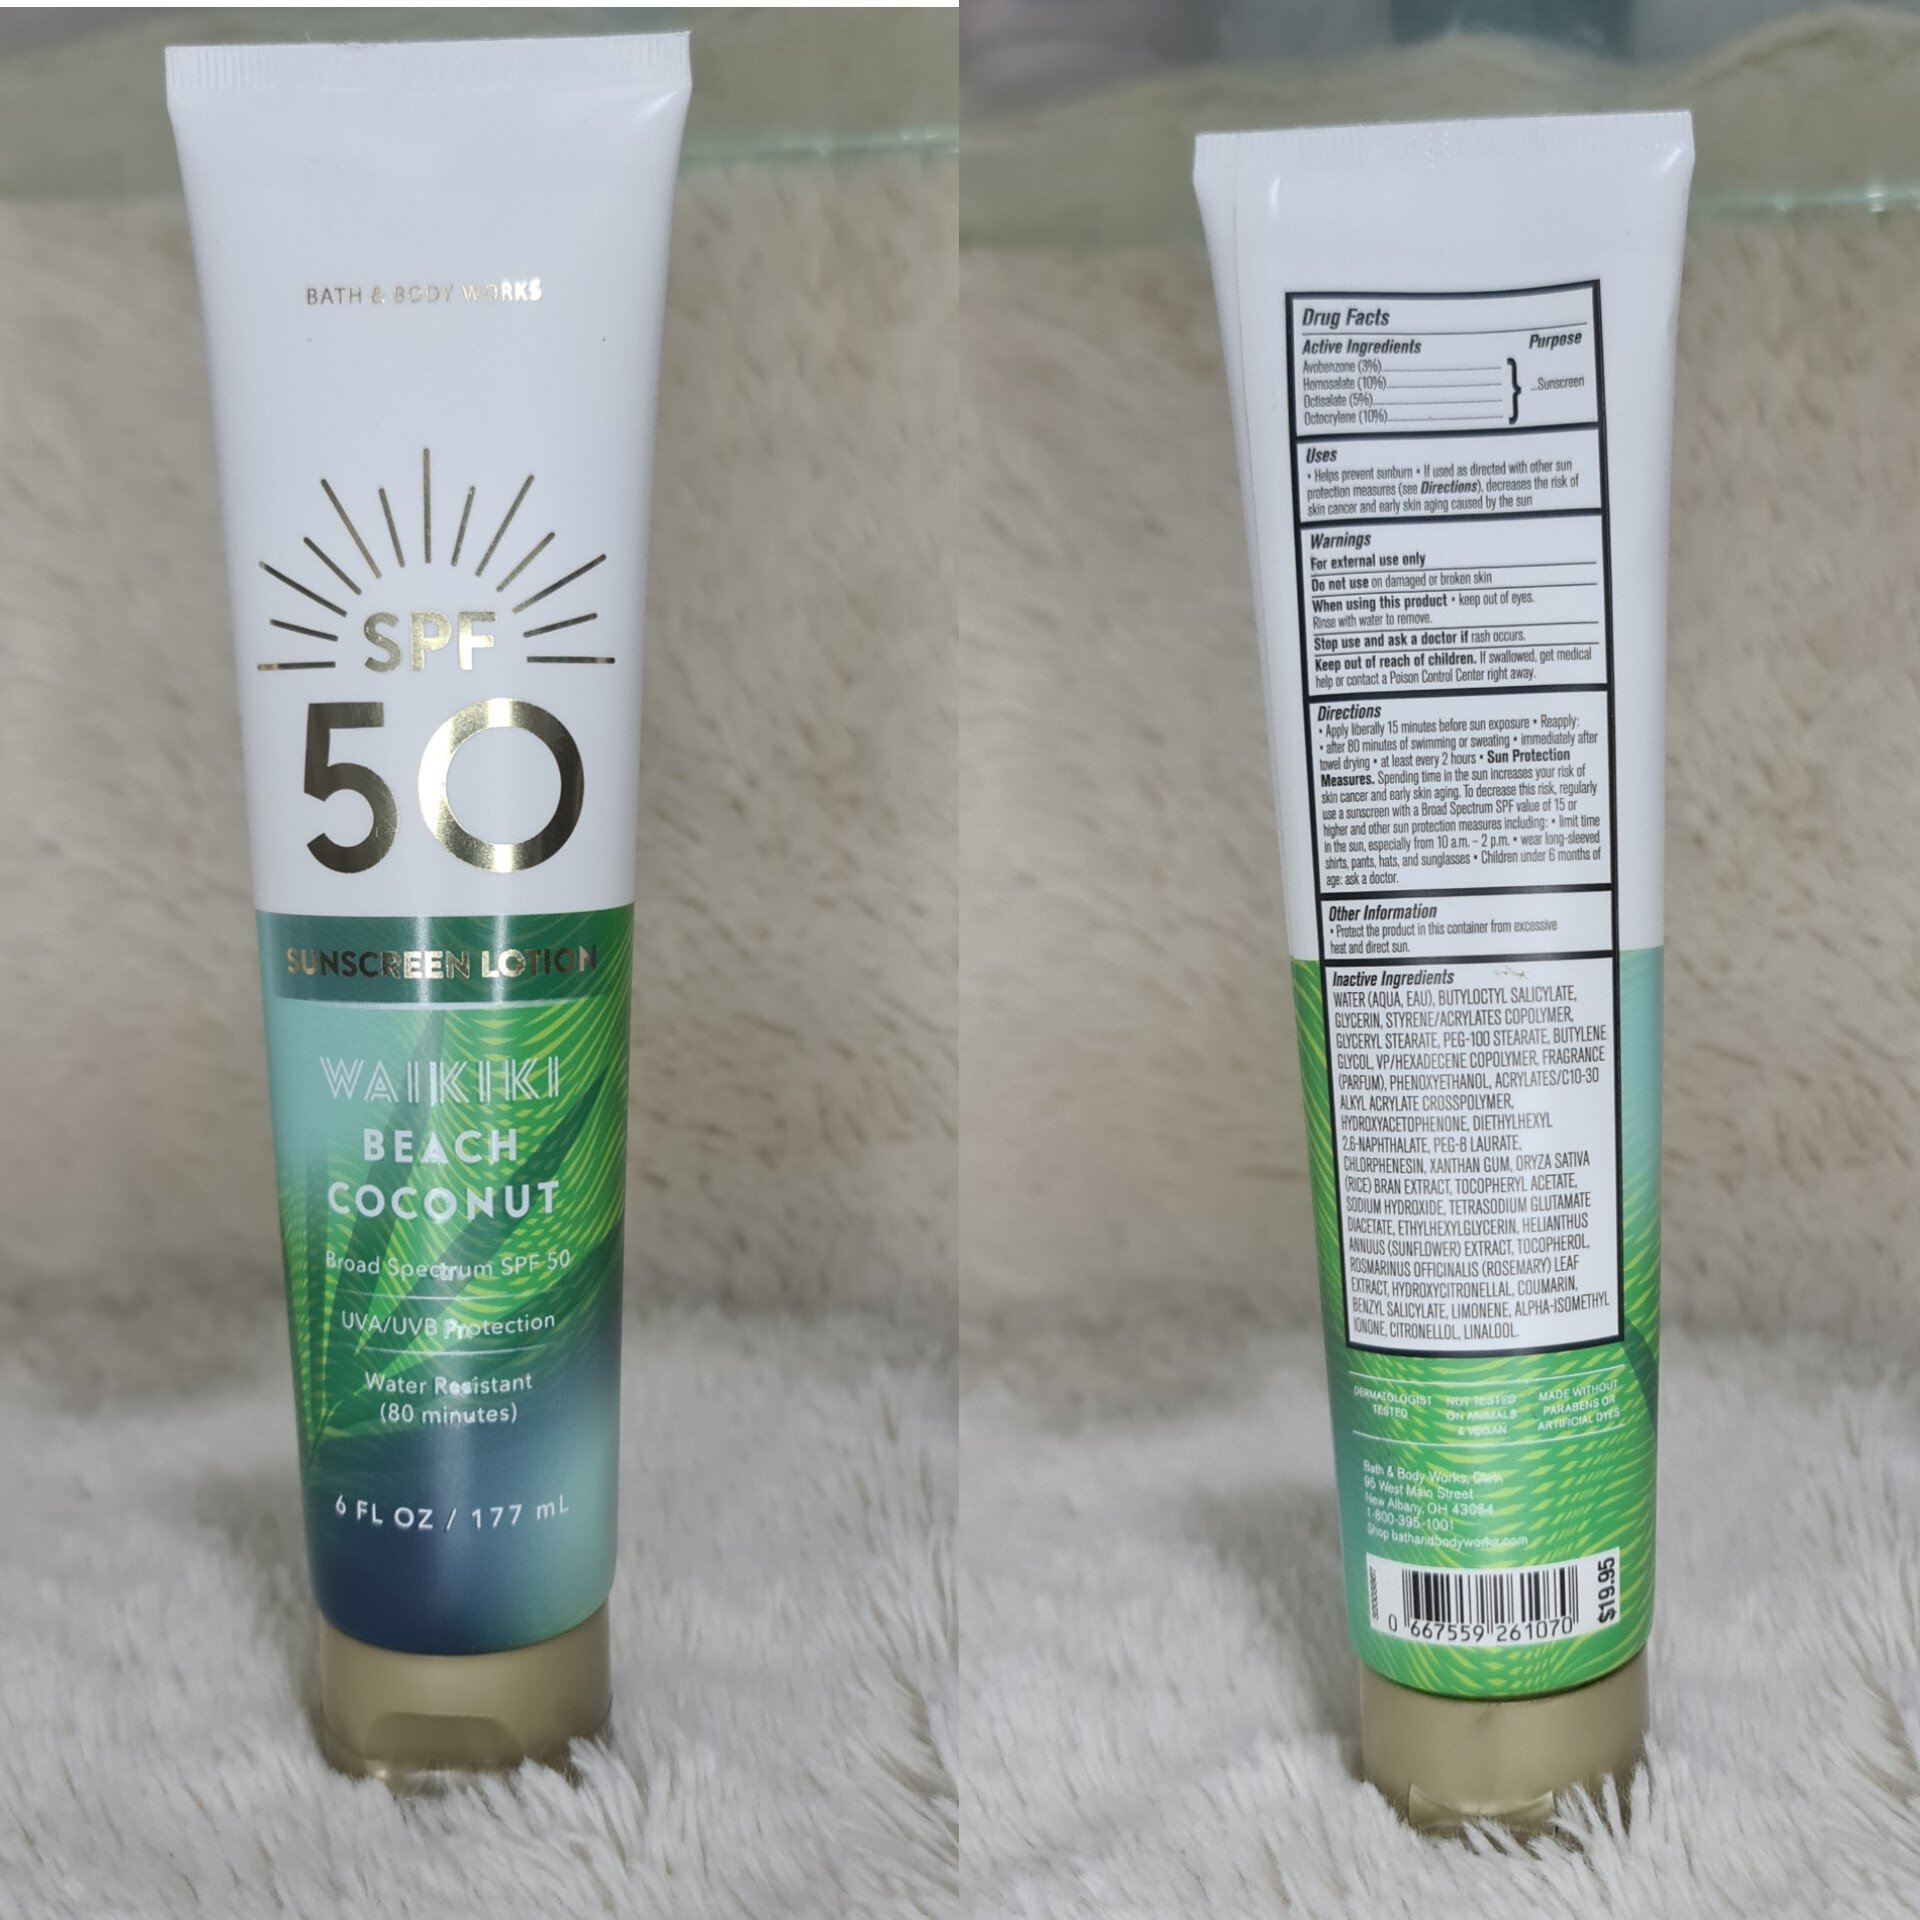 BATH & BODY WORKS
SPF
50
SUNSCREEN LOTION
WAIKIKI
BEACH
COCONUT
Broad Spectrum SPF 50
UVA/UVB Protection
Water Resistant
(80 minutes)
6 FL OZ / 177 mL
Drug Facts
Active Ingredients Purpose
Avobenzone (3%)
Homosalate (10%)
Octisalate (5%)
Octocrylene (10%)
Sunscreen
Uses
• Helps prevent sunburn • If used as directed with other sun
protection measures (see Directions), decreases the risk of
skin cancer and early skin aging caused by the sun
Warnings
For external use only
Do not use on damaged or broken skin
When using this product • keep out of eyes.
Rinse with water to remove.
Stop use and ask a doctor if rash occurs.
Keep out of reach of children. If swallowed, get medical
help or contact a Poison Control Center right away.
Directions
• Apply liberally 15 minutes before sun exposure • Reapply:
• after 80 minutes of swimming or sweating • immediately after
towel drying • at least every 2 hours • Sun Protection
Measures. Spending time in the sun increases your risk of
skin cancer and early skin aging. To decrease this risk, regularly
use a sunscreen with a Broad Spectrum SPF value of 15 or
higher and other sun protection measures including: • limit time
in the sun, especially from 10 a.m. – 2 p.m. • wear long-sleeved
shirts, pants, hats, and sunglasses • Children under 6 months of
age: ask a doctor.
Other Information
• Protect the product in this container from excessive
heat and direct sun.
Inactive Ingredients
WATER (AQUA, EAU), BUTYLOCTYL SALICYLATE,
GLYCERIN, STYRENE/ACRYLATES COPOLYMER,
GLYCERYL STEARATE, PEG-100 STEARATE, BUTYLENE
GLYCOL, VP/HEXADECENE COPOLYMER, FRAGRANCE
(PARFUM), PHENOXYETHANOL, ACRYLATES/C10-30
ALKYL ACRYLATE CROSSPOLYMER,
HYDROXYACETOPHENONE, DIETHYLHEXYL
2,6-NAPHTHALATE, PEG-8 LAURATE,
CHLORPHENESIN, XANTHAN GUM, ORYZA SATIVA
(RICE) BRAN EXTRACT, TOCOPHERYL ACETATE,
SODIUM HYDROXIDE, TETRASODIUM GLUTAMATE
DIACETATE, ETHYLHEXYLGLYCERIN, HELIANTHUS
ANNUUS (SUNFLOWER) EXTRACT, TOCOPHEROL,
ROSMARINUS OFFICINALIS (ROSEMARY) LEAF
EXTRACT, HYDROXYCITRONELLAL, COUMARIN,
BENZYL SALICYLATE, LIMONENE, ALPHA-ISOMETHYL
IONONE, CITRONELLOL, LINALOOL.
DERMATOLOGIST
TESTED
NOT TESTED
ON ANIMALS
& VEGAN
MADE WITHOUT
PARABENS OR
ARTIFICIAL DYES
Bath & Body Works,
95 West Main Street
New Albany, OH 43054
1-800-395-1001
Shop bathandbodyworks.com
0 667559 261070
$19.95